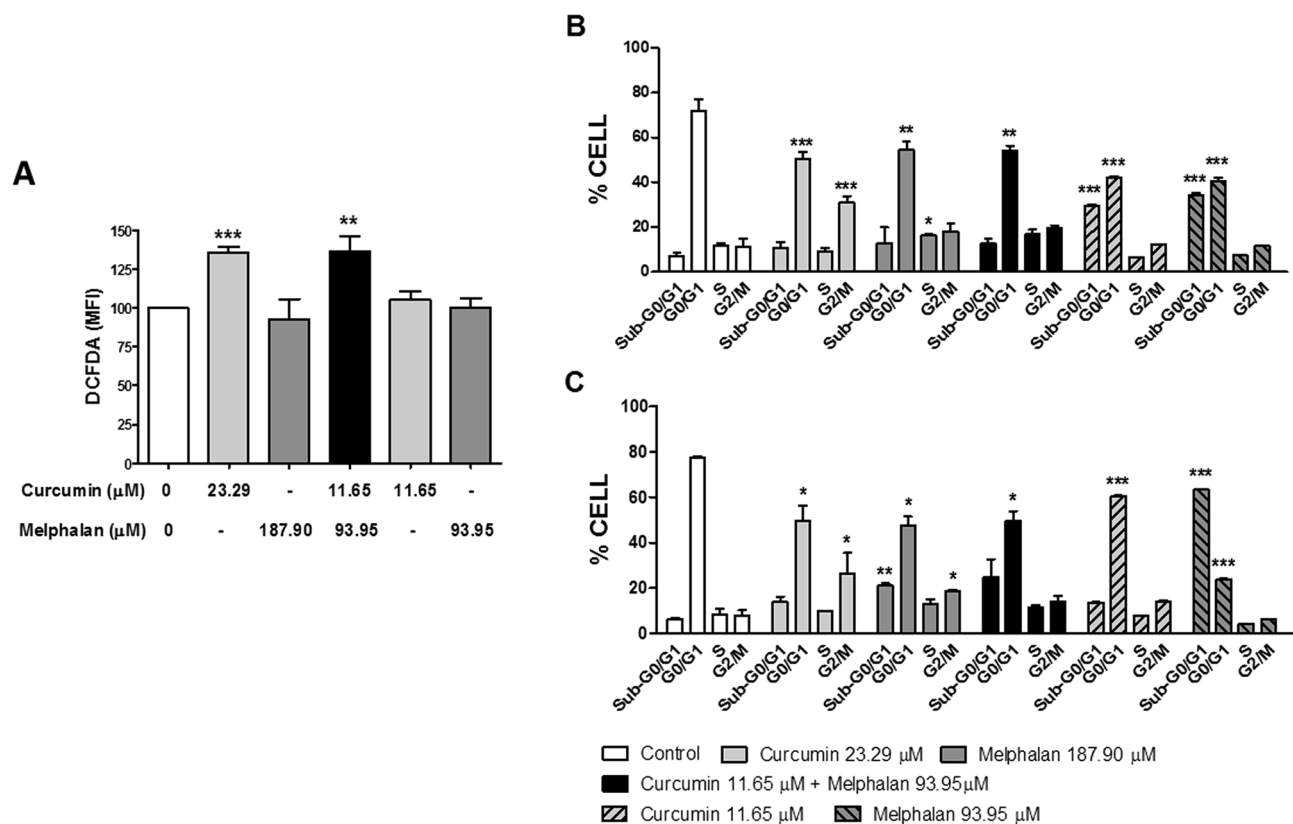 A
DCFDA (MFI)
150
125
100
75
50
25
0
***
**
Curcumin (μM) 0 23.29 - 11.65 11.65 -
Melphalan (μM) 0 - 187.90 93.95 - 93.95
B
% CELL
100
80
60
40
20
0
*** *** ** * ** *** *** *** ***
Sub-G0/G1 G0/G1 S G2/M Sub-G0/G1 G0/G1 S G2/M Sub-G0/G1 G0/G1 S G2/M Sub-G0/G1 G0/G1 S G2/M Sub-G0/G1 G0/G1 S G2/M Sub-G0/G1 G0/G1 S G2/M
C
% CELL
100
80
60
40
20
0
* * ** * * * *** *** ***
Sub-G0/G1 G0/G1 S G2/M Sub-G0/G1 G0/G1 S G2/M Sub-G0/G1 G0/G1 S G2/M Sub-G0/G1 G0/G1 S G2/M Sub-G0/G1 G0/G1 S G2/M Sub-G0/G1 G0/G1 S G2/M
Control Curcumin 23.29 μM Melphalan 187.90 μM
Curcumin 11.65 μM + Melphalan 93.95μM
Curcumin 11.65 μM Melphalan 93.95 μM